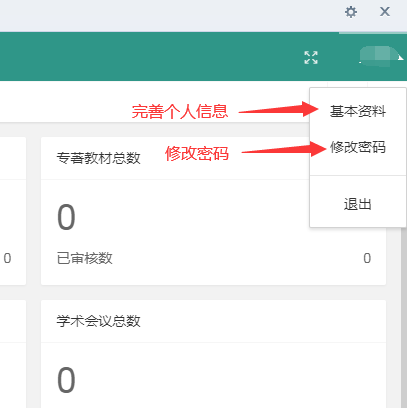 完善个人信息
基本资料
专著教材总数
修改密码
修改密码
0
退出
0
已审核数
0
学术会议总数
0